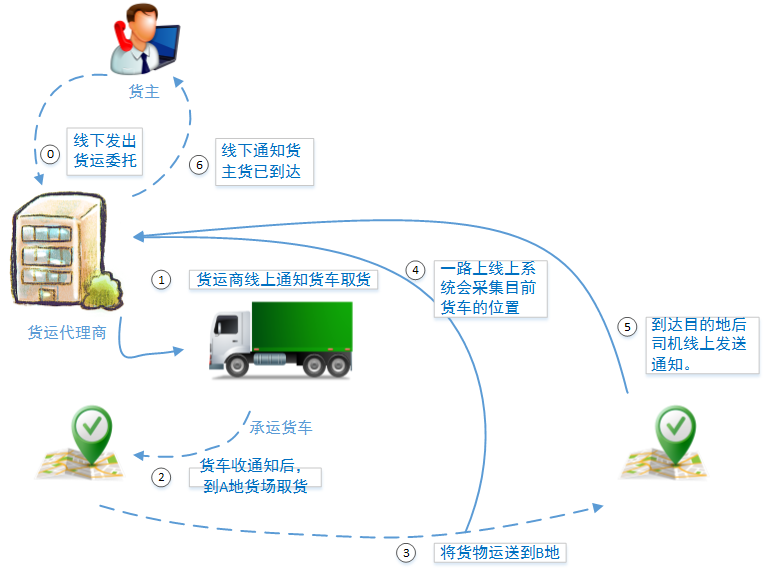 货主
0
线下发出
货运委托
6
线下通知货
主货已到达
货运代理商
1
货运商线上通知货车取货
4
一路上线上系
统会采集目前
货车的位置
5
到达目的地后
司机线上发送
通知。
承运货车
2
货车收通知后，
到A地货场取货
3
将货物运送到B地